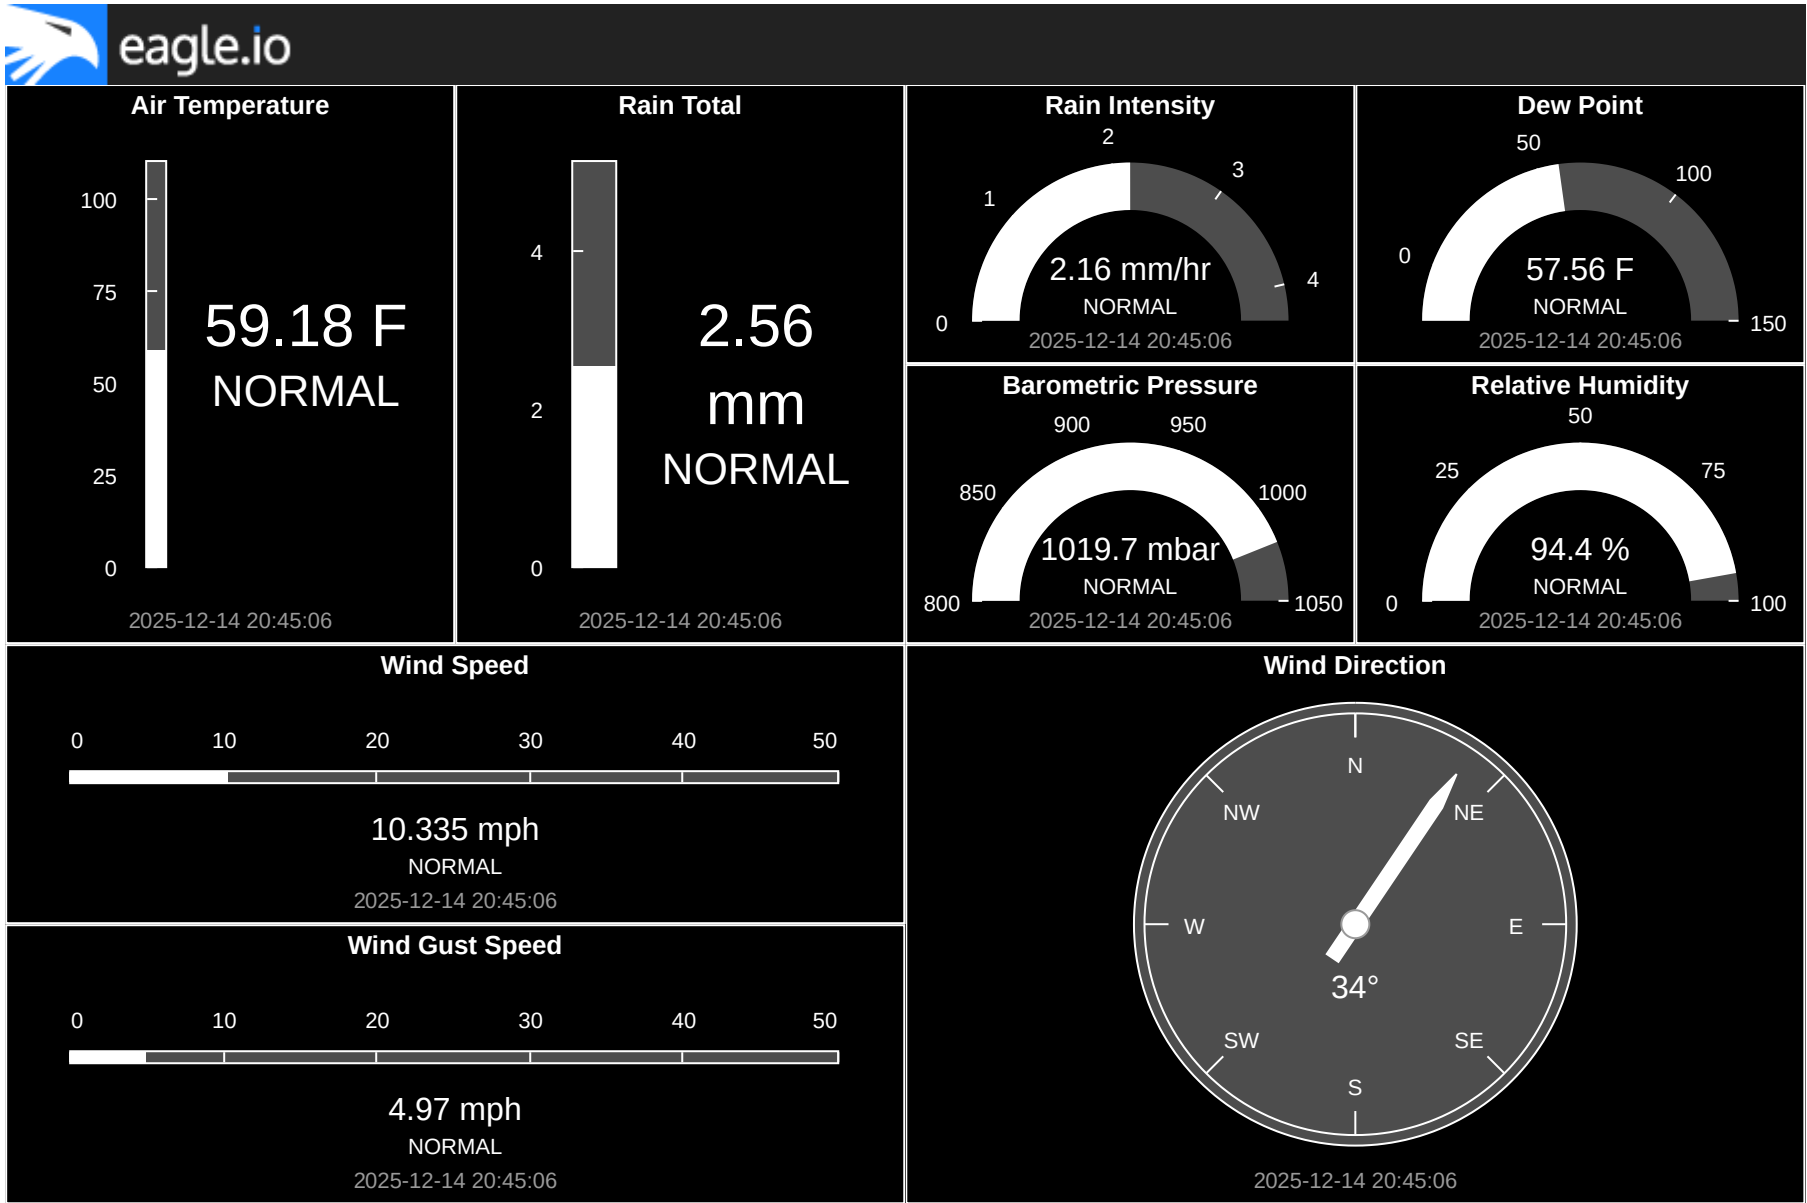 eagle.io
Air Temperature
100
75
50
25
0
59.18 F
NORMAL
2025-12-14 20:45:06
Rain Total
4
2
0
2.56
mm
NORMAL
2025-12-14 20:45:06
Rain Intensity
0
1
2
3
4
2.16 mm/hr
NORMAL
2025-12-14 20:45:06
Dew Point
0
50
100
150
57.56 F
NORMAL
2025-12-14 20:45:06
Barometric Pressure
800
850
900
950
1000
1050
1019.7 mbar
NORMAL
2025-12-14 20:45:06
Relative Humidity
0
25
50
75
100
94.4 %
NORMAL
2025-12-14 20:45:06
Wind Speed
0 10 20 30 40 50
10.335 mph
NORMAL
2025-12-14 20:45:06
Wind Gust Speed
0 10 20 30 40 50
4.97 mph
NORMAL
2025-12-14 20:45:06
Wind Direction
N
NW NE
W E
34°
SW SE
S
2025-12-14 20:45:06